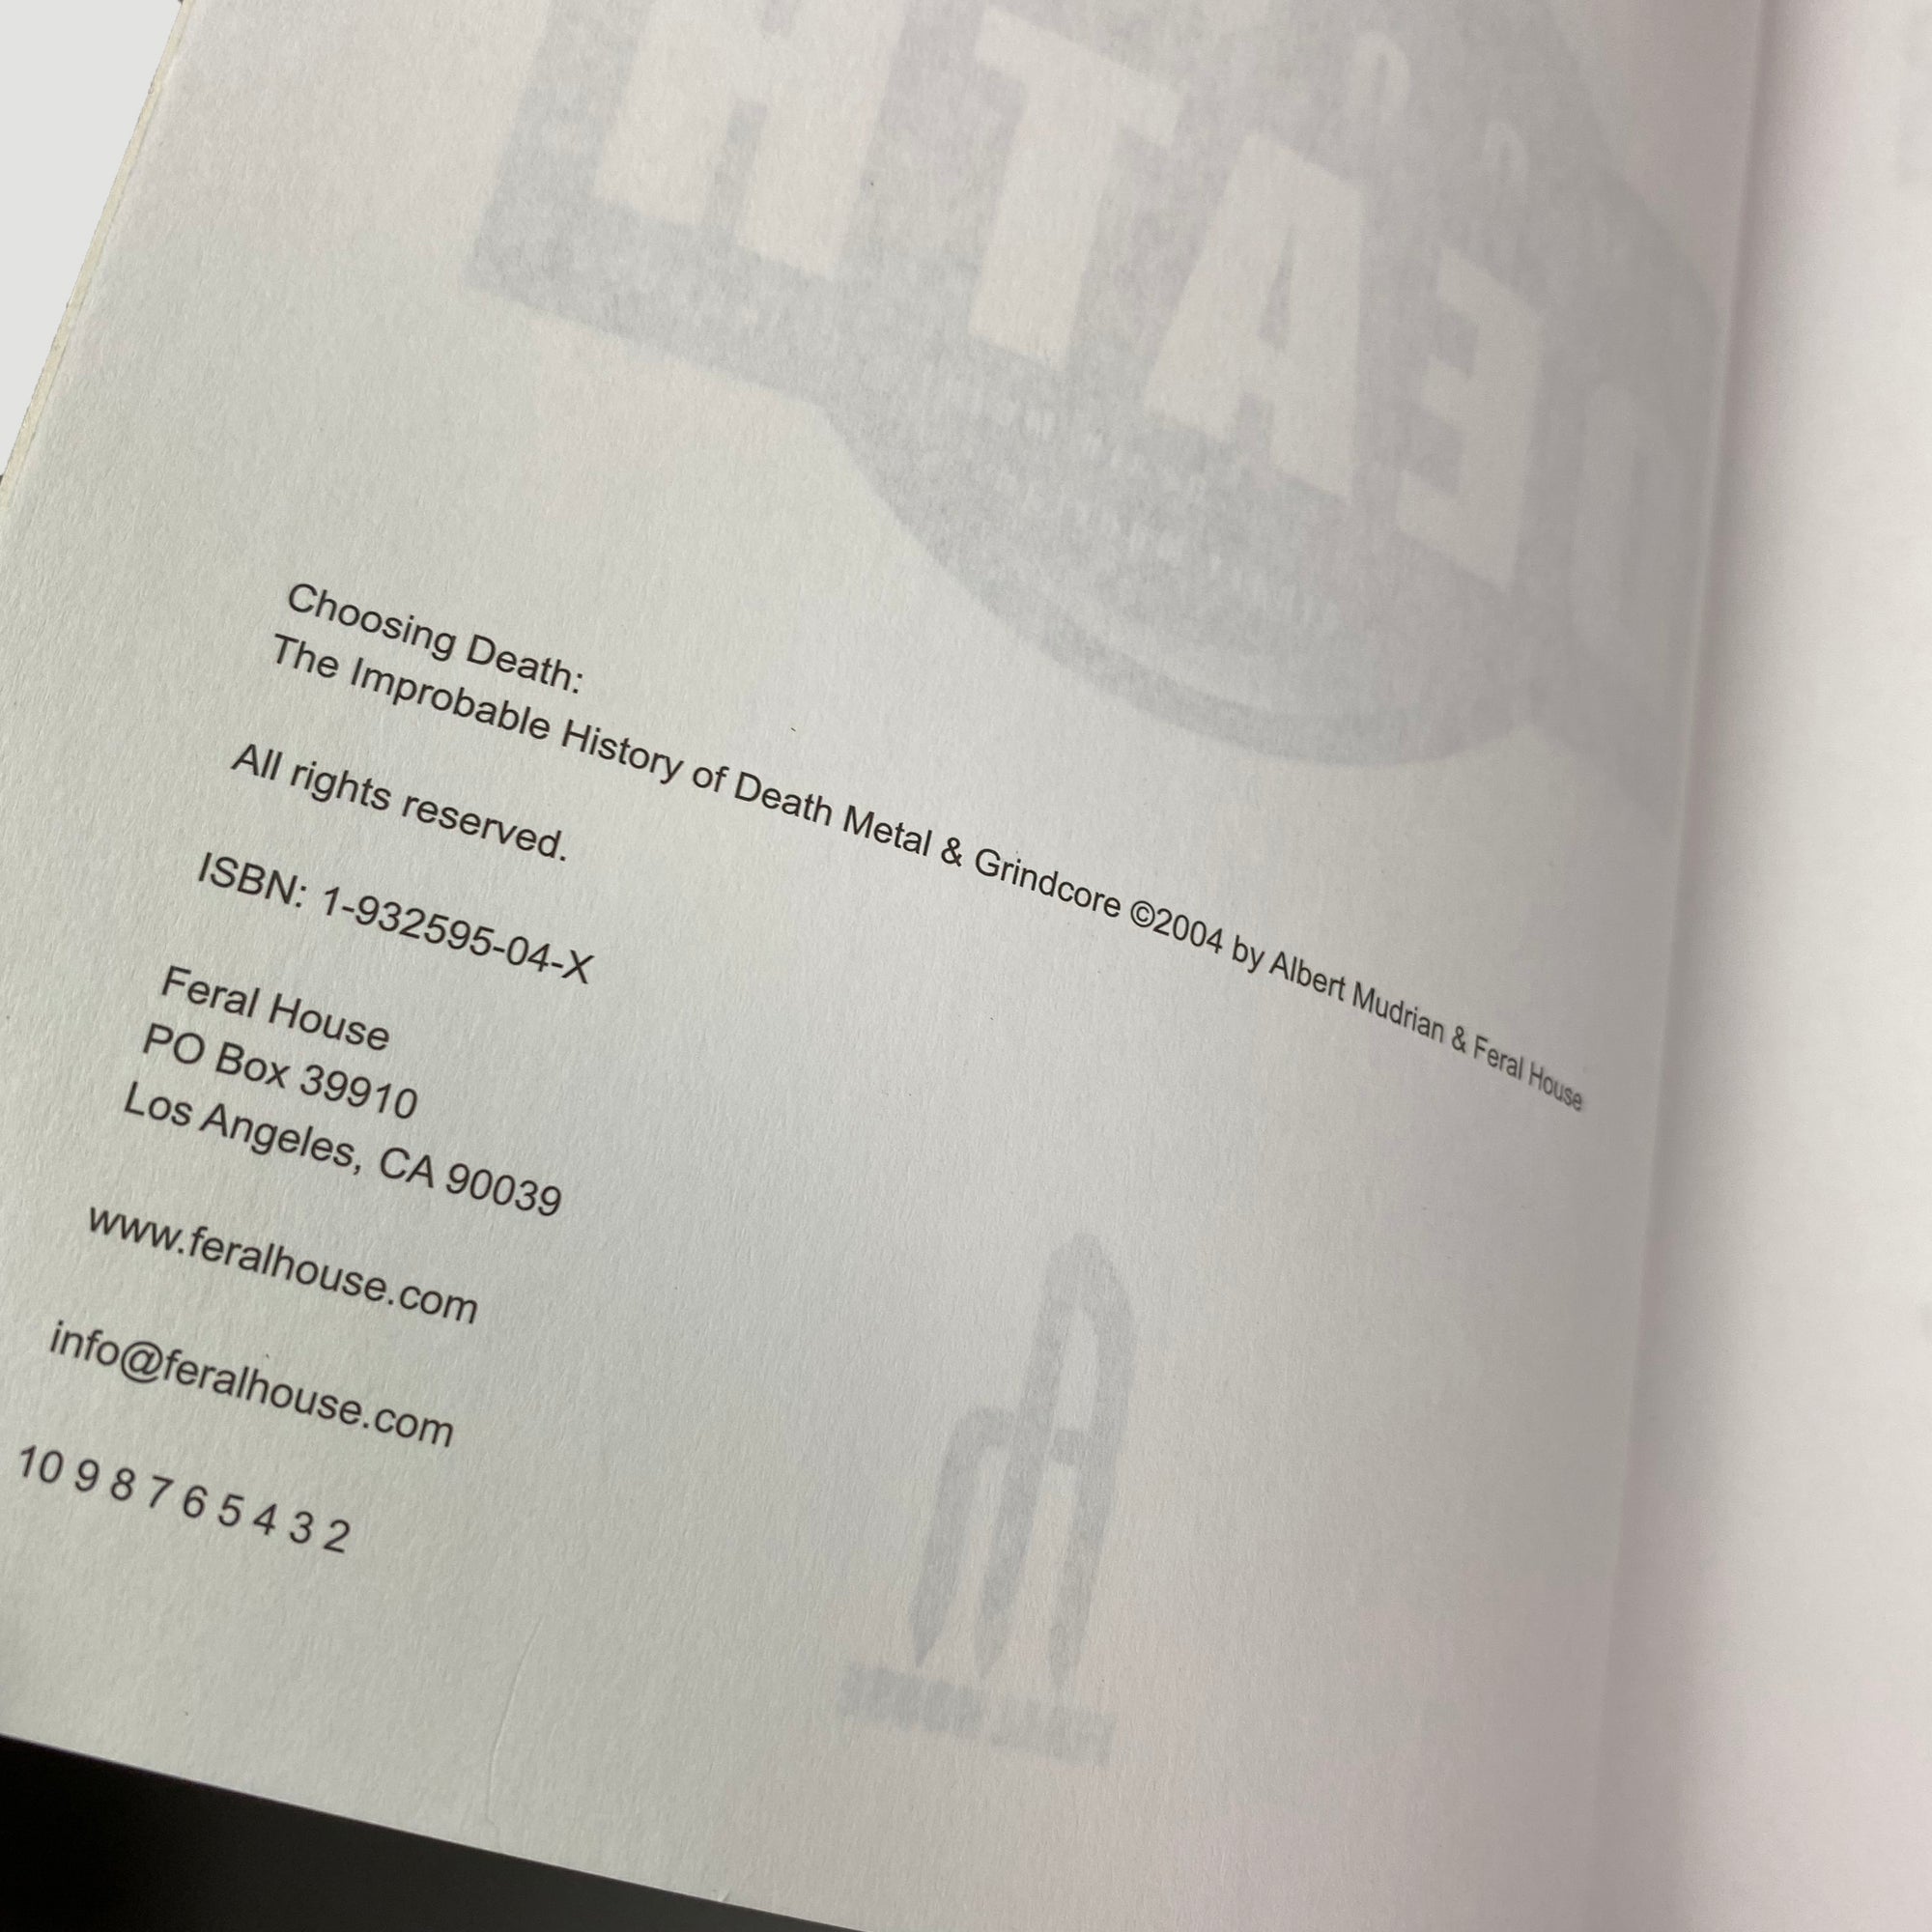 Choosing Death:
The Improbable History of Death Metal & Grindcore ©2004 by Albert Mudrian & Feral House
All rights reserved.
ISBN: 1-932595-04-X
Feral House
PO Box 39910
Los Angeles, CA 90039
www.feralhouse.com
info@feralhouse.com
10 9 8 7 6 5 4 3 2